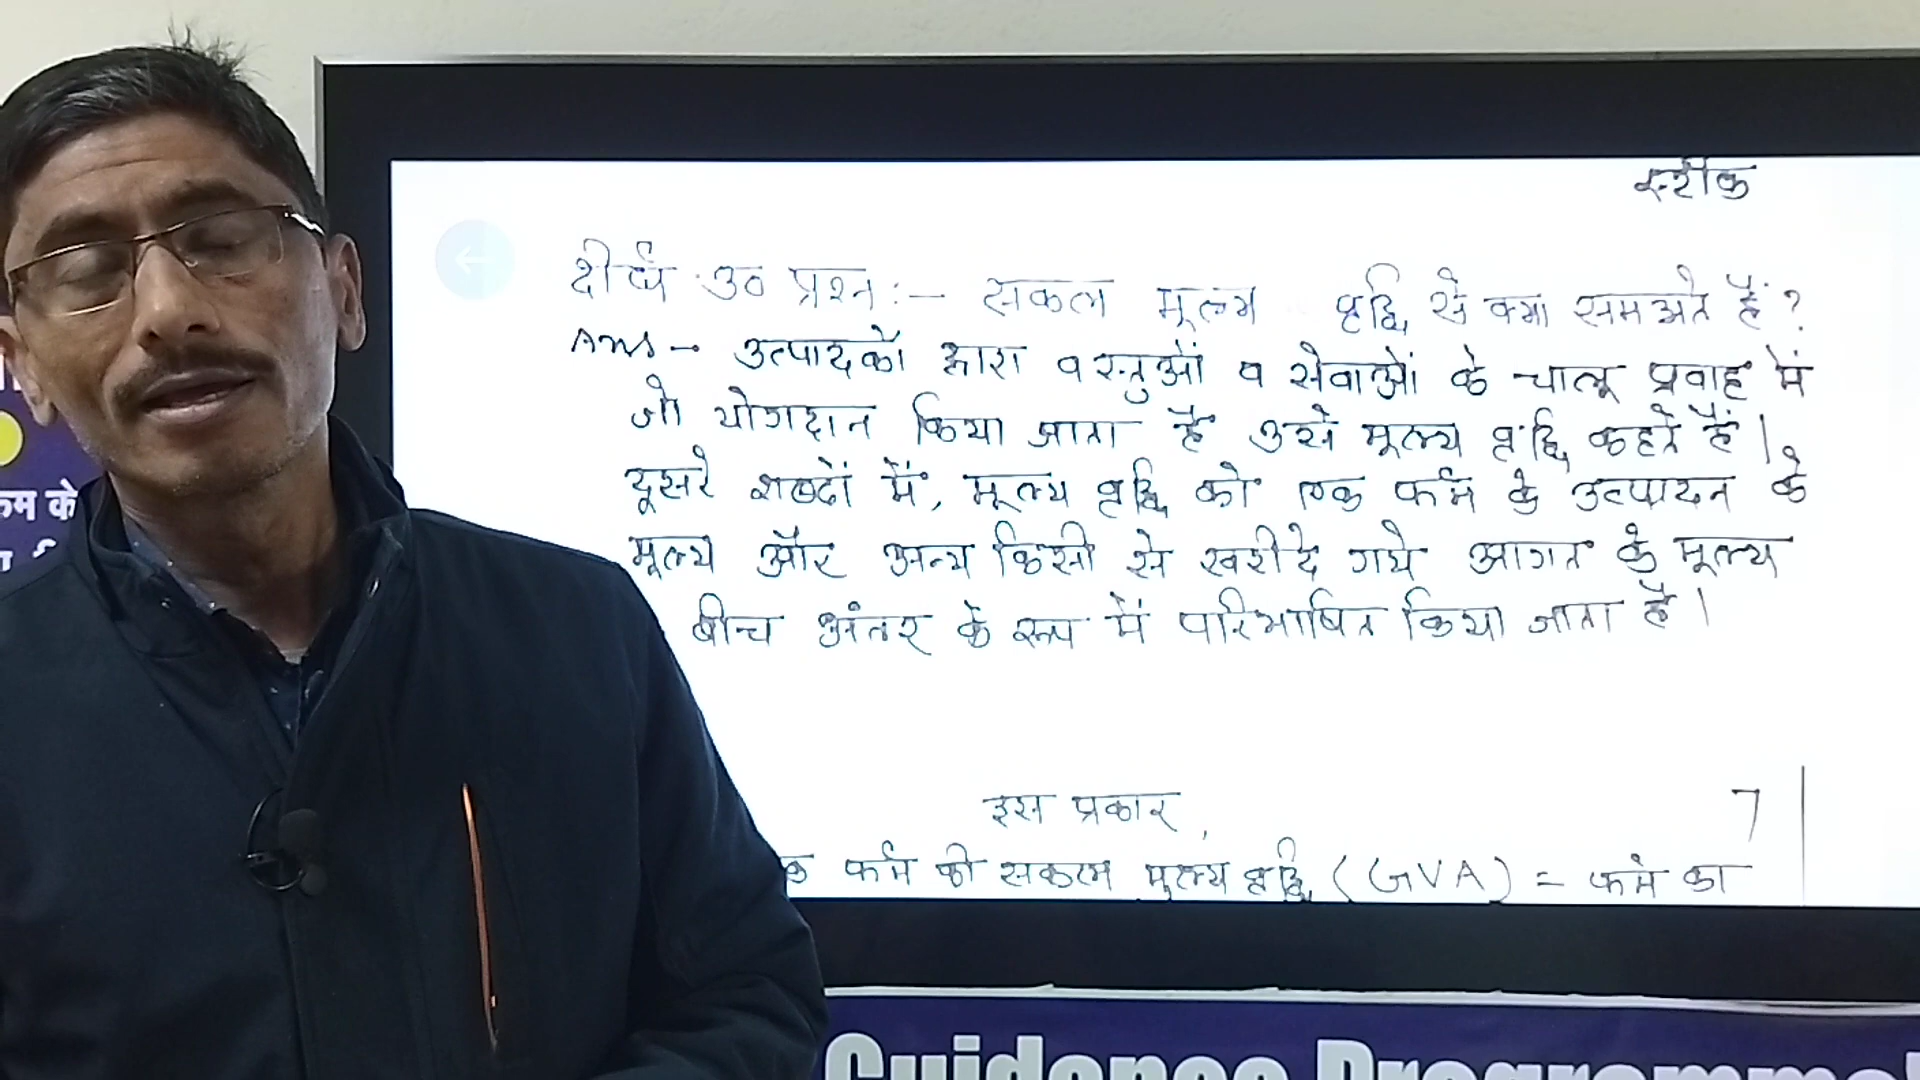 स्टॉक
दीर्घ उ० प्रश्न :- सकल मूल्य वृद्धि से क्या समझते हैं ?
Ans - उत्पादकों द्वारा वस्तुओं व सेवाओं के चालू प्रवाह में
जो योगदान किया जाता है उसे मूल्य वृद्धि कहते हैं |
दूसरे शब्दों में, मूल्य वृद्धि को एक फर्म के उत्पादन के
मूल्य और अन्य किसी से खरीदे गये आगत के मूल्य
बीच अंतर के रूप में परिभाषित किया जाता है |
इस प्रकार,
7
फर्म की सकल मूल्य वृद्धि (GVA) = फर्म का
Guidance Programme